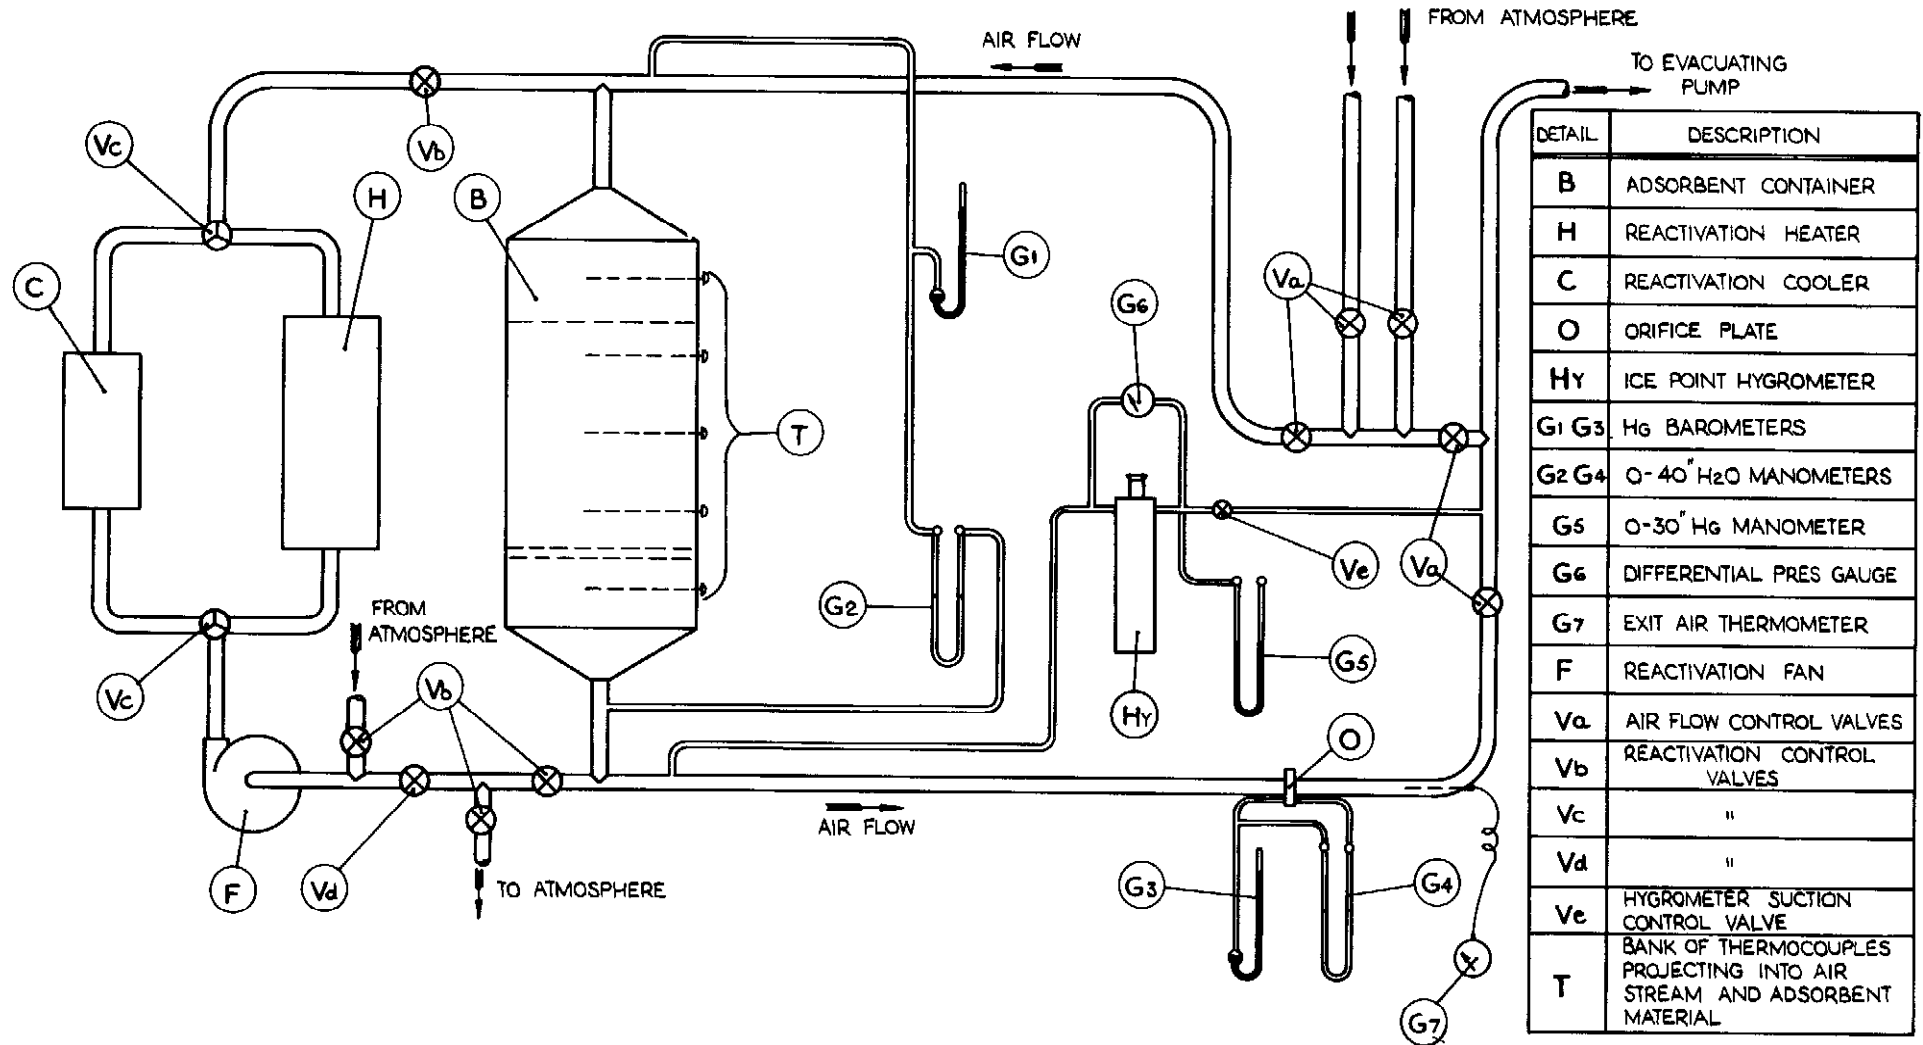 FROM ATMOSPHERE
AIR FLOW
TO EVACUATING
PUMP
Vc
Vb
H
B
G1
C
Va
G6
T
G2
Ve
Va
FROM
ATMOSPHERE
G5
Vc
Vb
HY
O
AIR FLOW
F
Vd
TO ATMOSPHERE
G3
G4
G7
DETAIL DESCRIPTION
B ADSORBENT CONTAINER
H REACTIVATION HEATER
C REACTIVATION COOLER
O ORIFICE PLATE
HY ICE POINT HYGROMETER
G1 G3 HG BAROMETERS
G2 G4 0-40" H2O MANOMETERS
G5 0-30" HG MANOMETER
G6 DIFFERENTIAL PRES GAUGE
G7 EXIT AIR THERMOMETER
F REACTIVATION FAN
Va AIR FLOW CONTROL VALVES
Vb REACTIVATION CONTROL
VALVES
Vc "
Vd "
Ve HYGROMETER SUCTION
CONTROL VALVE
T BANK OF THERMOCOUPLES
PROJECTING INTO AIR
STREAM AND ADSORBENT
MATERIAL